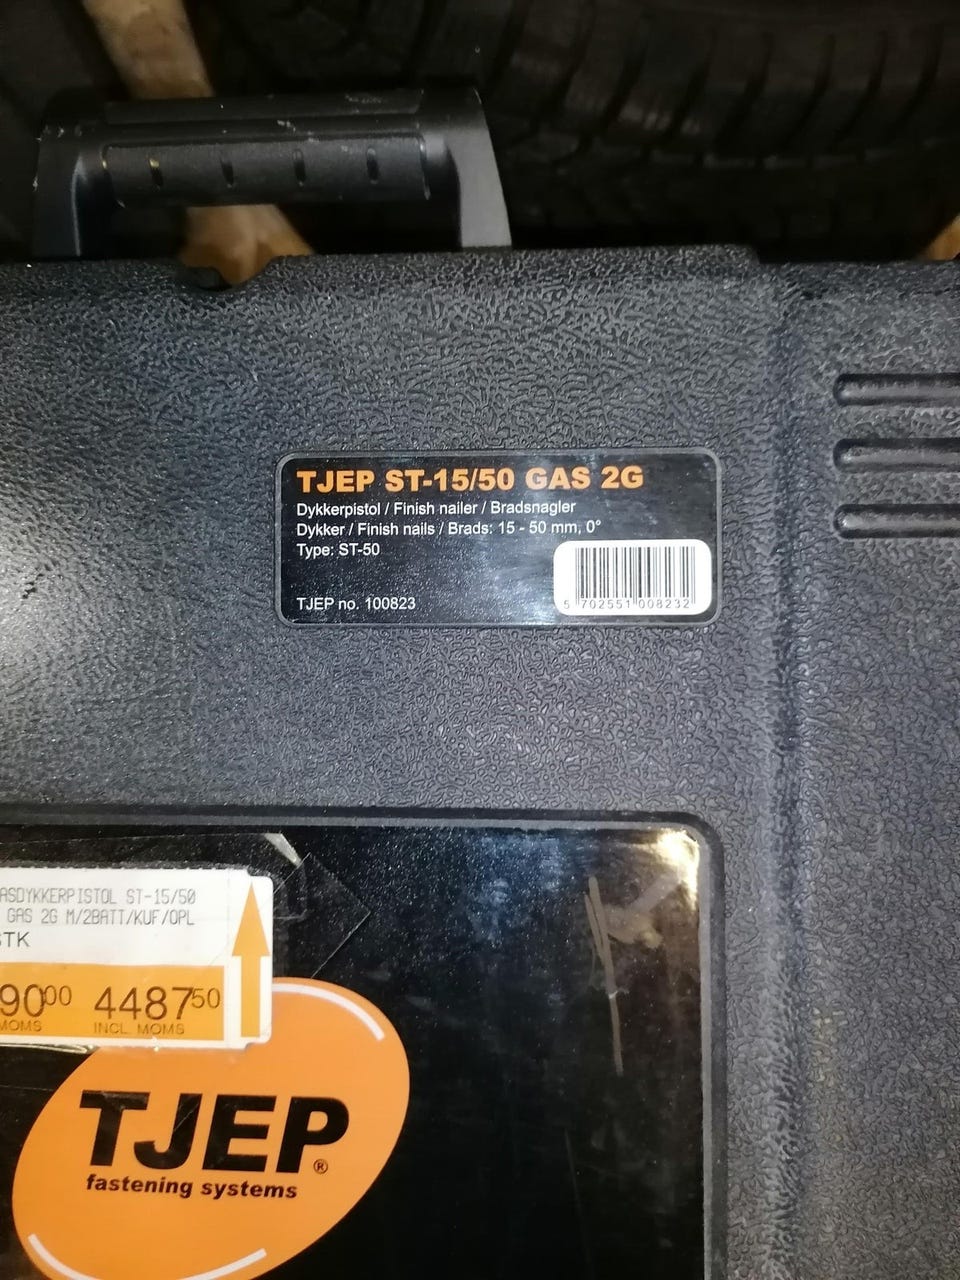 TJEP ST-15/50 GAS 2G
Dykkerpistol / Finish nailer / Bradsnagler
Dykker / Finish nails / Brads: 15 - 50 mm, 0°
Type: ST-50
TJEP no. 100823
5 702551 008232
ASDYKKERPISTOL ST-15/50
GAS 2G M/2BATT/KUF/OPL
STK
9000 448750
MOMS INCL. MOMS
TJEP®
fastening systems